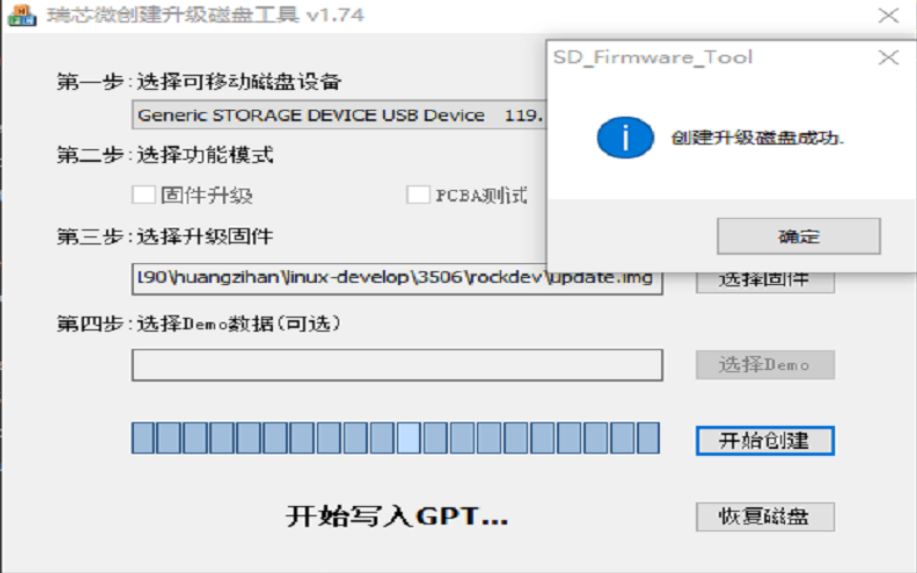 瑞芯微创建升级磁盘工具 v1.74
SD_Firmware_Tool
创建升级磁盘成功.
确定
第一步:选择可移动磁盘设备
Generic STORAGE DEVICE USB Device 119.
第二步:选择功能模式
固件升级 PCBA测试
第三步:选择升级固件
190\huangzihan\linux-develop\3506\rockdev\update.img 选择固件
第四步:选择Demo数据(可选)
选择Demo
开始创建
开始写入GPT...
恢复磁盘